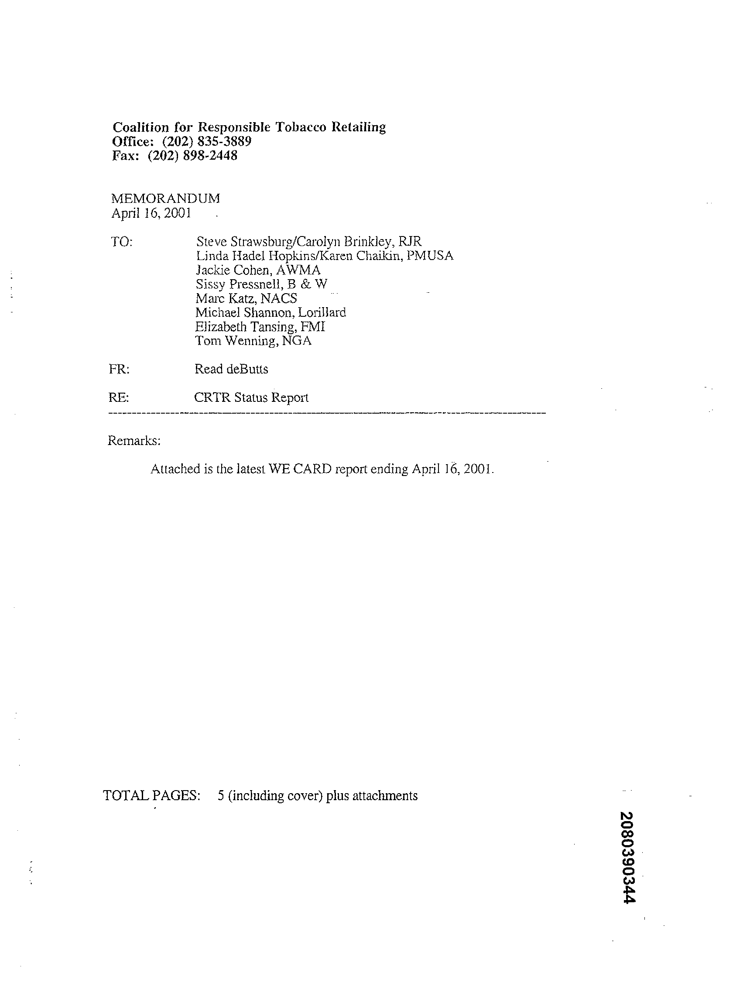 Coalition for Responsible Tobacco Retailing
Office: (202) 835-3889
Fax: (202) 898-2448
MEMORANDUM
April 16, 2001
TO: Steve Strawsburg/Carolyn Brinkley, RJR
Linda Hadel Hopkins/Karen Chaikin, PMUSA
Jackie Cohen, AWMA
Sissy Pressnell, B & W
Marc Katz, NACS
Michael Shannon, Lorillard
Elizabeth Tansing, FMI
Tom Wenning, NGA
FR: Read deButts
RE: CRTR Status Report
Remarks:
Attached is the latest WE CARD report ending April 16, 2001.
TOTAL PAGES: 5 (including cover) plus attachments
2080390344